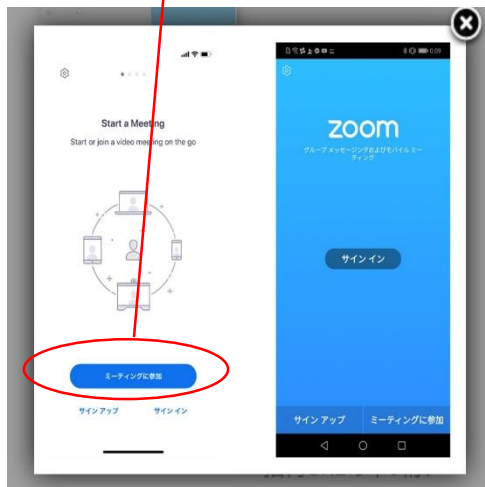 Start a Meeting
Start or join a video meeting on the go
ミーティングに参加
サイン アップ
サイン イン
0:09
zoom
グループ メッセージングおよびモバイル ミー
ティング
サイン イン
サイン アップ
ミーティングに参加